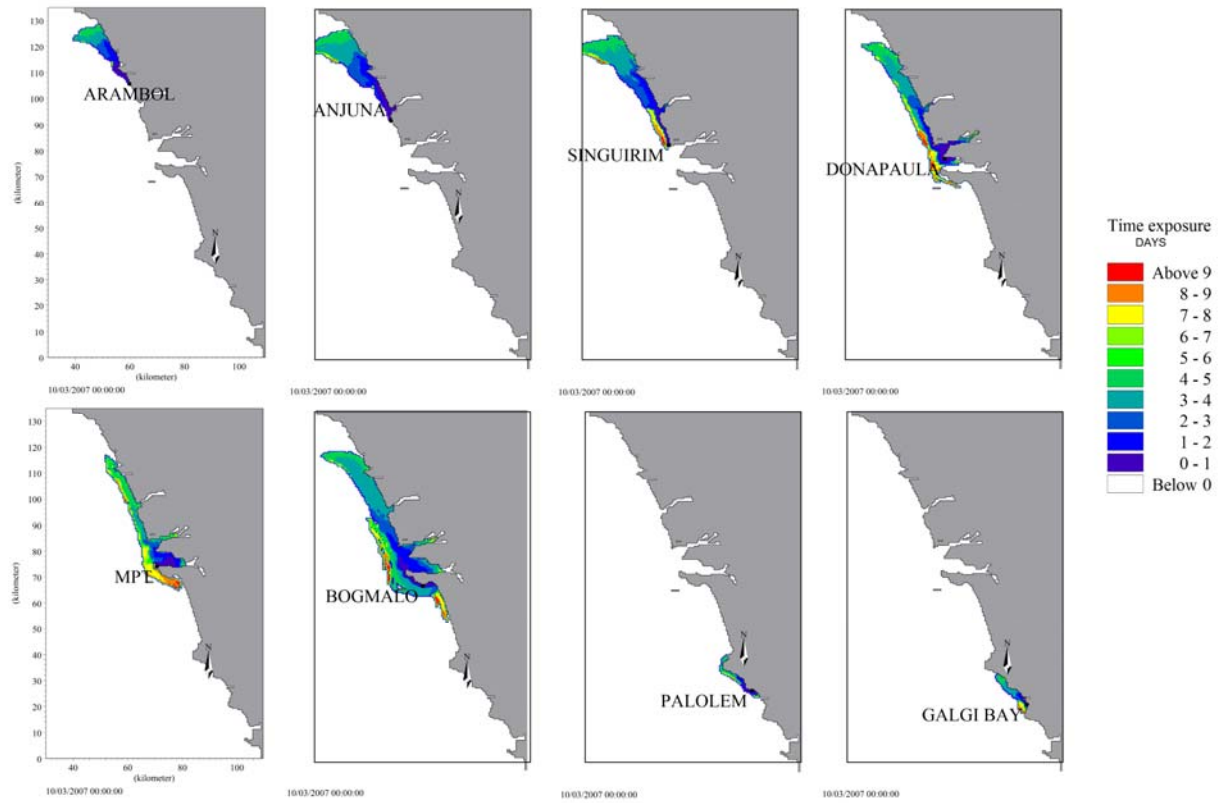 130
120
110
100
90
80
70
60
50
40
30
20
10
0
(kilometer)
ARAMBOL
N
40 60 80 100
(kilometer)
10/03/2007 00:00:00
ANJUNA
N
10/03/2007 00:00:00
SINGUIRIM
N
10/03/2007 00:00:00
DONAPAULA
N
10/03/2007 00:00:00
Time exposure
DAYS
Above 9
8 - 9
7 - 8
6 - 7
5 - 6
4 - 5
3 - 4
2 - 3
1 - 2
0 - 1
Below 0
130
120
110
100
90
80
70
60
50
40
30
20
10
0
(kilometer)
MPT
N
40 60 80 100
(kilometer)
10/03/2007 00:00:00
BOGMALO
N
10/03/2007 00:00:00
PALOLEM
N
10/03/2007 00:00:00
GALGI BAY
N
10/03/2007 00:00:00